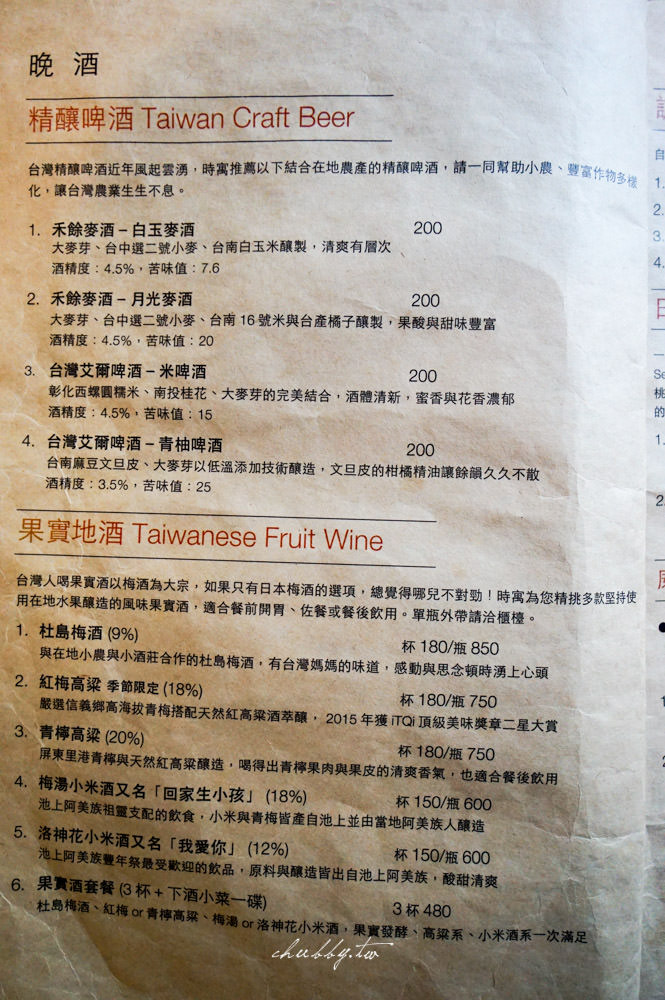 晚 酒
精釀啤酒 Taiwan Craft Beer
台灣精釀啤酒近年風起雲湧，時寓推薦以下結合在地農產的精釀啤酒，請一同幫助小農、豐富作物多樣
化，讓台灣農業生生不息。
1. 禾餘麥酒－白玉麥酒 200
大麥芽、台中選二號小麥、台南白玉米釀製，清爽有層次
酒精度：4.5%，苦味值：7.6
2. 禾餘麥酒－月光麥酒 200
大麥芽、台中選二號小麥、台南 16 號米與台產橘子釀製，果酸與甜味豐富
酒精度：4.5%，苦味值：20
3. 台灣艾爾啤酒－米啤酒 200
彰化西螺圓糯米、南投桂花、大麥芽的完美結合，酒體清新，蜜香與花香濃郁
酒精度：4.5%，苦味值：15
4. 台灣艾爾啤酒－青柚啤酒 200
台南麻豆文旦皮、大麥芽以低溫添加技術釀造，文旦皮的柑橘精油讓餘韻久久不散
酒精度：3.5%，苦味值：25
果實地酒 Taiwanese Fruit Wine
台灣人喝果實酒以梅酒為大宗，如果只有日本梅酒的選項，總覺得哪兒不對勁！時寓為您精挑多款堅持使
用在地水果釀造的風味果實酒，適合餐前開胃、佐餐或餐後飲用。單瓶外帶請洽櫃檯。
1. 杜島梅酒 (9%) 杯 180/瓶 850
與在地小農與小酒莊合作的杜島梅酒，有台灣媽媽的味道，感動與思念頓時湧上心頭
2. 紅梅高粱 季節限定 (18%) 杯 180/瓶 750
嚴選信義鄉高海拔青梅搭配天然紅高粱酒萃釀， 2015 年獲 iTQi 頂級美味獎章二星大賞
3. 青檸高粱 (20%) 杯 180/瓶 750
屏東里港青檸與天然紅高粱釀造，喝得出青檸果肉與果皮的清爽香氣，也適合餐後飲用
4. 梅湯小米酒又名「回家生小孩」 (18%) 杯 150/瓶 600
池上阿美族祖靈支配的飲食，小米與青梅皆產自池上並由當地阿美族人釀造
5. 洛神花小米酒又名「我愛你」 (12%) 杯 150/瓶 600
池上阿美族豐年祭最受歡迎的飲品，原料與釀造皆出自池上阿美族，酸甜清爽
6. 果實酒套餐 (3 杯 + 下酒小菜一碟) 3 杯 480
杜島梅酒、紅梅 or 青檸高粱、梅湯 or 洛神花小米酒，果實發酵、高粱系、小米酒系一次滿足
chubby.tw